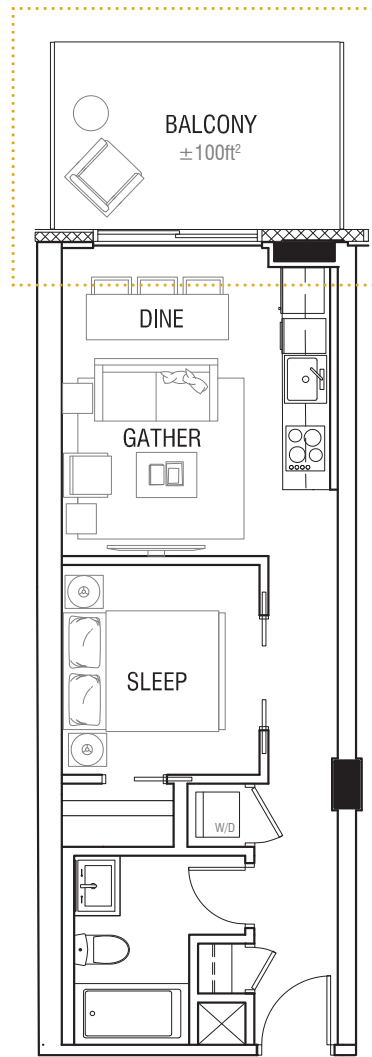 BALCONY
±100ft²
DINE
GATHER
SLEEP
W/D